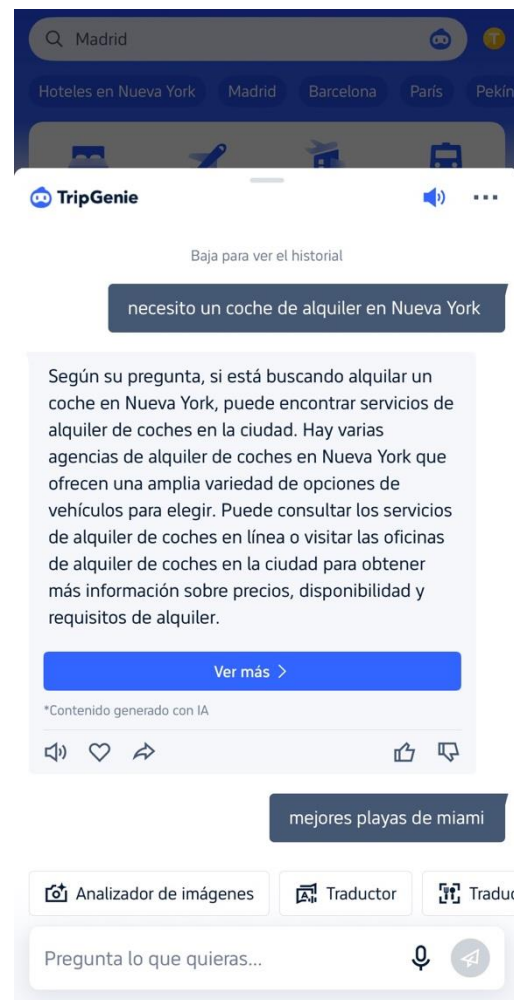 Madrid
T
Hoteles en Nueva York Madrid Barcelona París Pekín
TripGenie
Baja para ver el historial
necesito un coche de alquiler en Nueva York
Según su pregunta, si está buscando alquilar un
coche en Nueva York, puede encontrar servicios de
alquiler de coches en la ciudad. Hay varias
agencias de alquiler de coches en Nueva York que
ofrecen una amplia variedad de opciones de
vehículos para elegir. Puede consultar los servicios
de alquiler de coches en línea o visitar las oficinas
de alquiler de coches en la ciudad para obtener
más información sobre precios, disponibilidad y
requisitos de alquiler.
Ver más >
*Contenido generado con IA
mejores playas de miami
Analizador de imágenes Traductor Traduc
Pregunta lo que quieras...